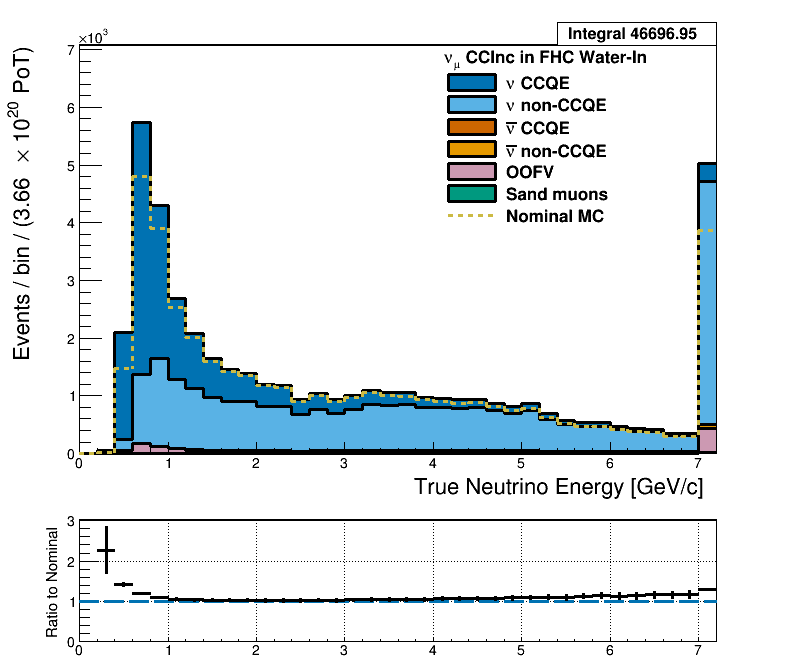 Integral 46696.95
×10³
ν_μ CCInc in FHC Water-In
ν CCQE
ν non-CCQE
ν̅ CCQE
ν̅ non-CCQE
OOFV
Sand muons
Nominal MC
Events / bin / (3.66 × 10²⁰ PoT)
7
6
5
4
3
2
1
0
0 1 2 3 4 5 6 7
True Neutrino Energy [GeV/c]
Ratio to Nominal
3
2
1
0
0 1 2 3 4 5 6 7